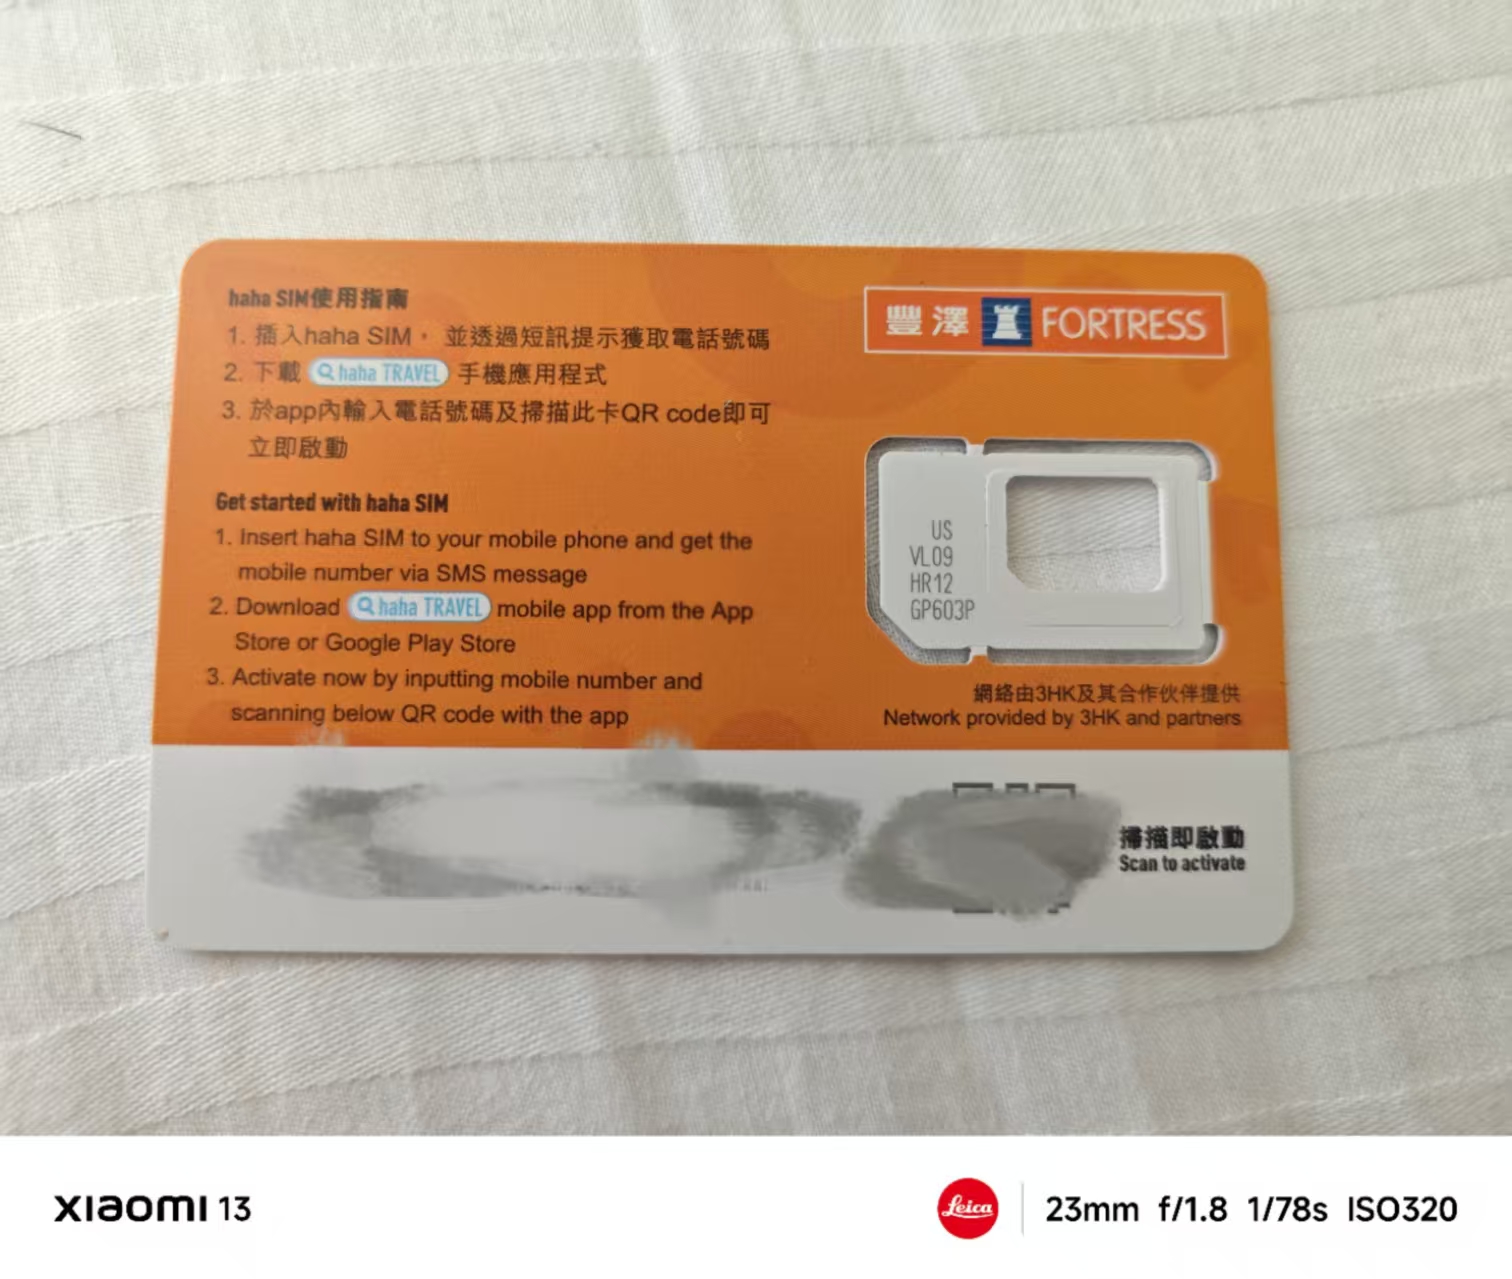 haha SIM使用指南
1. 插入haha SIM, 並透過短訊提示獲取電話號碼
2. 下載 haha TRAVEL 手機應用程式
3. 於app內輸入電話號碼及掃描此卡QR code即可
立即啟動
Get started with haha SIM
1. Insert haha SIM to your mobile phone and get the
mobile number via SMS message
2. Download haha TRAVEL mobile app from the App
Store or Google Play Store
3. Activate now by inputting mobile number and
scanning below QR code with the app
豐澤 FORTRESS
US
VL09
HR12
GP603P
網絡由3HK及其合作伙伴提供
Network provided by 3HK and partners
掃描即啟動
Scan to activate
xiaomi 13
Leica
23mm f/1.8 1/78s ISO320